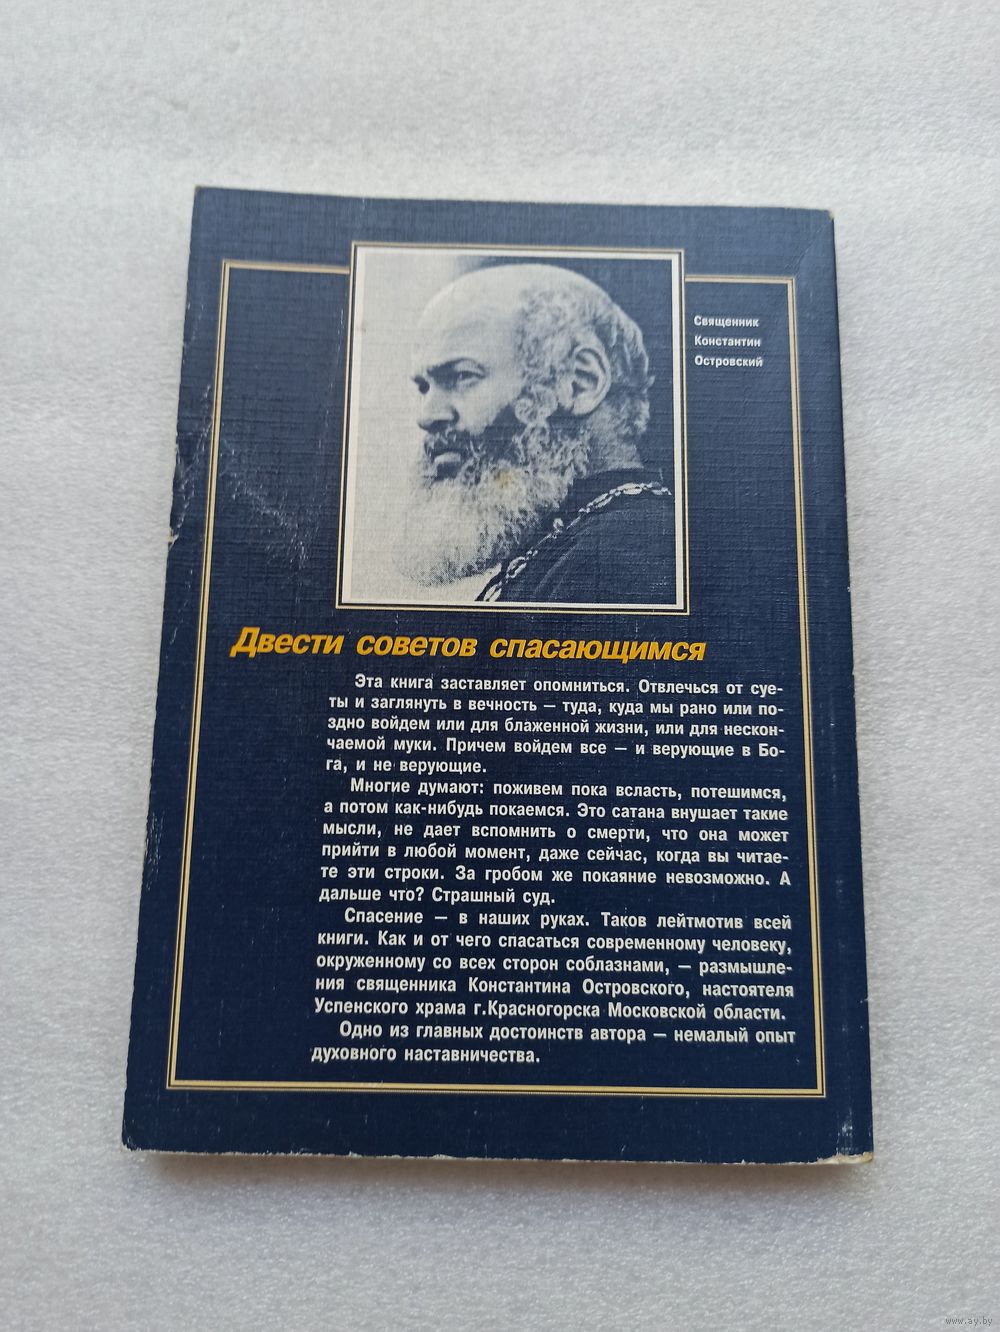 Священник
Константин
Островский
Двести советов спасающимся
Эта книга заставляет опомниться. Отвлечься от суе-
ты и заглянуть в вечность — туда, куда мы рано или по-
здно войдем или для блаженной жизни, или для нескон-
чаемой муки. Причем войдем все — и верующие в Бо-
га, и не верующие.
Многие думают: поживем пока всласть, потешимся,
а потом как-нибудь покаемся. Это сатана внушает такие
мысли, не дает вспомнить о смерти, что она может
прийти в любой момент, даже сейчас, когда вы читае-
те эти строки. За гробом же покаяние невозможно. А
дальше что? Страшный суд.
Спасение — в наших руках. Таков лейтмотив всей
книги. Как и от чего спасаться современному человеку,
окруженному со всех сторон соблазнами, — размышле-
ния священника Константина Островского, настоятеля
Успенского храма г.Красногорска Московской области.
Одно из главных достоинств автора — немалый опыт
духовного наставничества.
www.ay.by